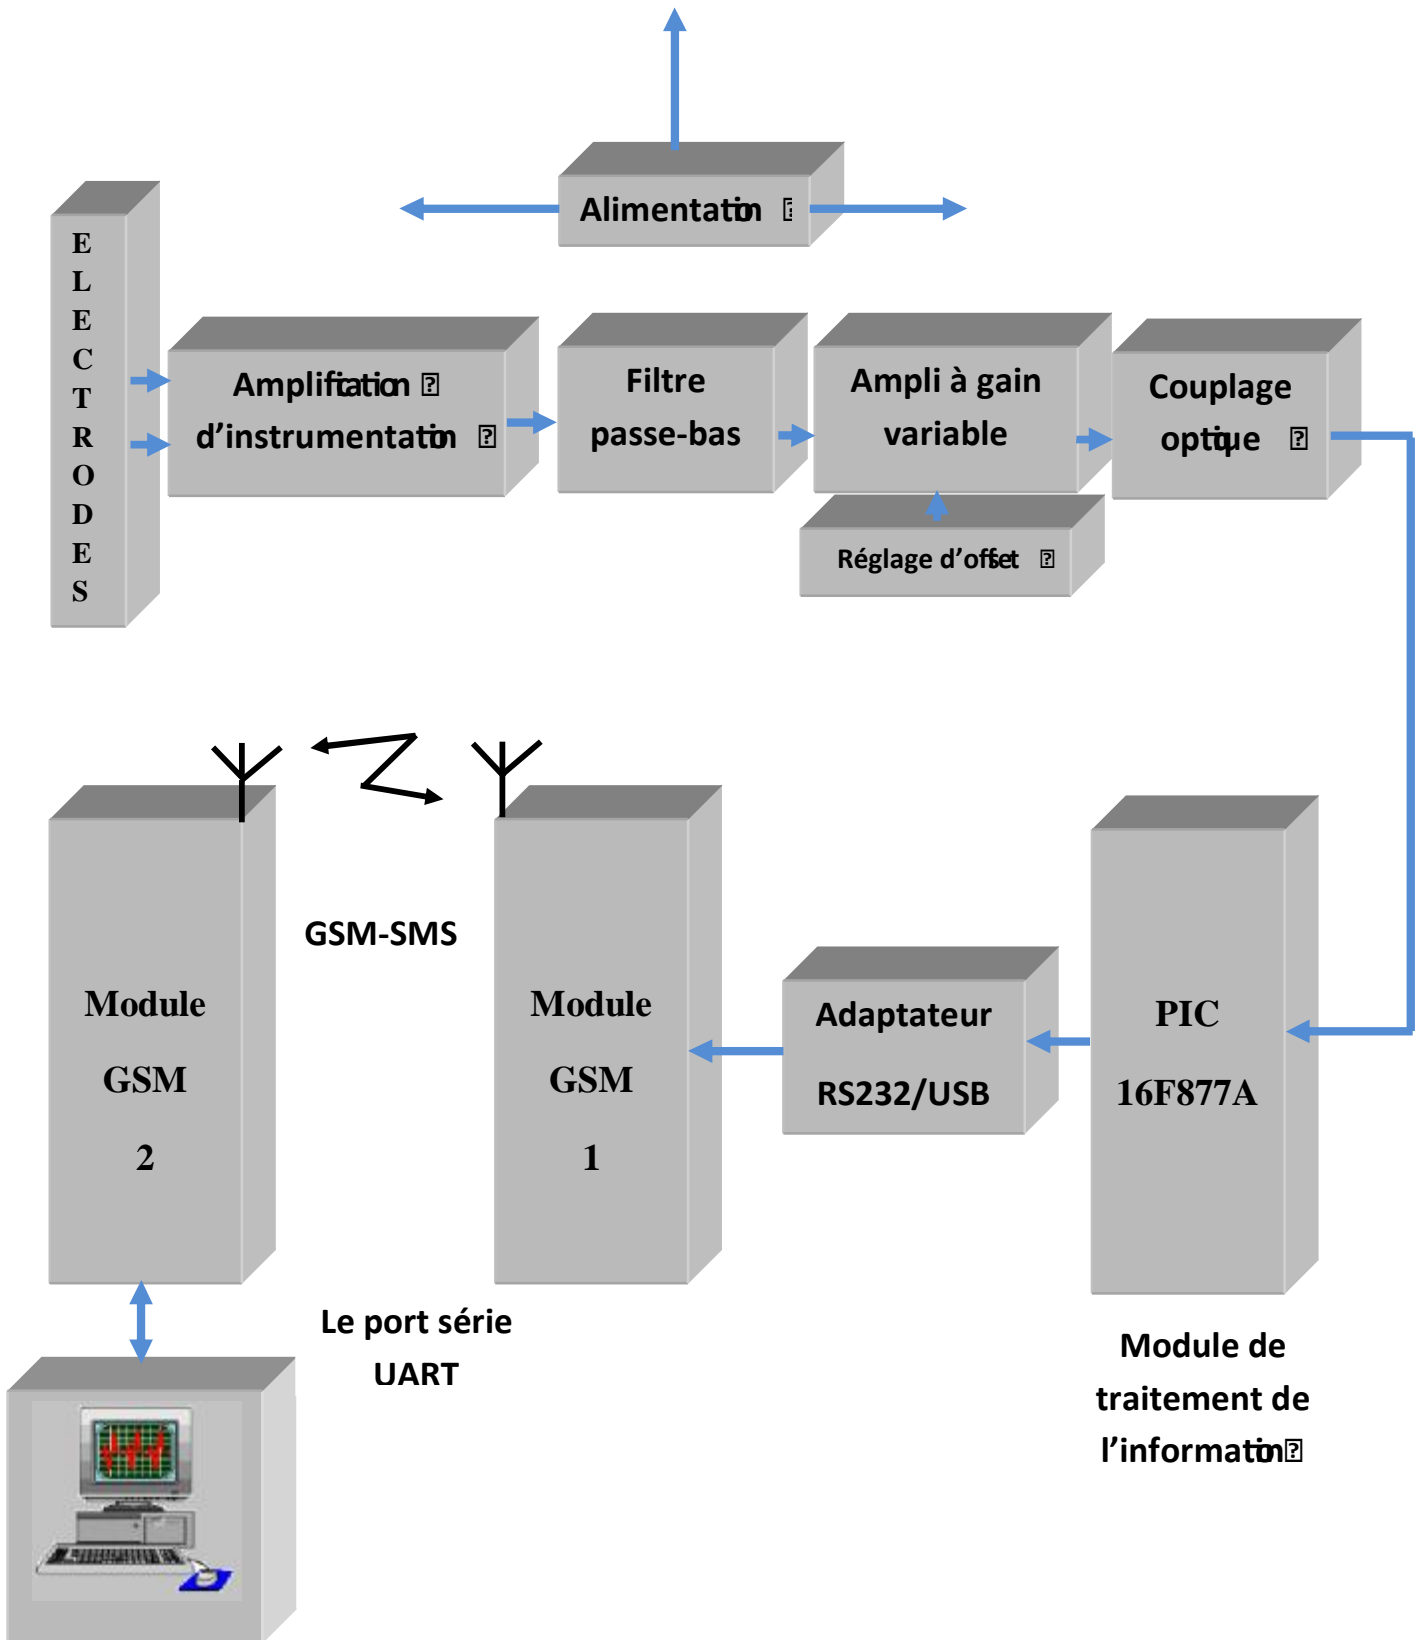 Alimentation
E
L
E
C
T
R
O
D
E
S
Amplification
d'instrumentation
Filtre
passe-bas
Ampli à gain
variable
Couplage
optique
Réglage d'offset
GSM-SMS
Module
GSM
2
Module
GSM
1
Adaptateur
RS232/USB
PIC
16F877A
Le port série
UART
Module de
traitement de
l'information